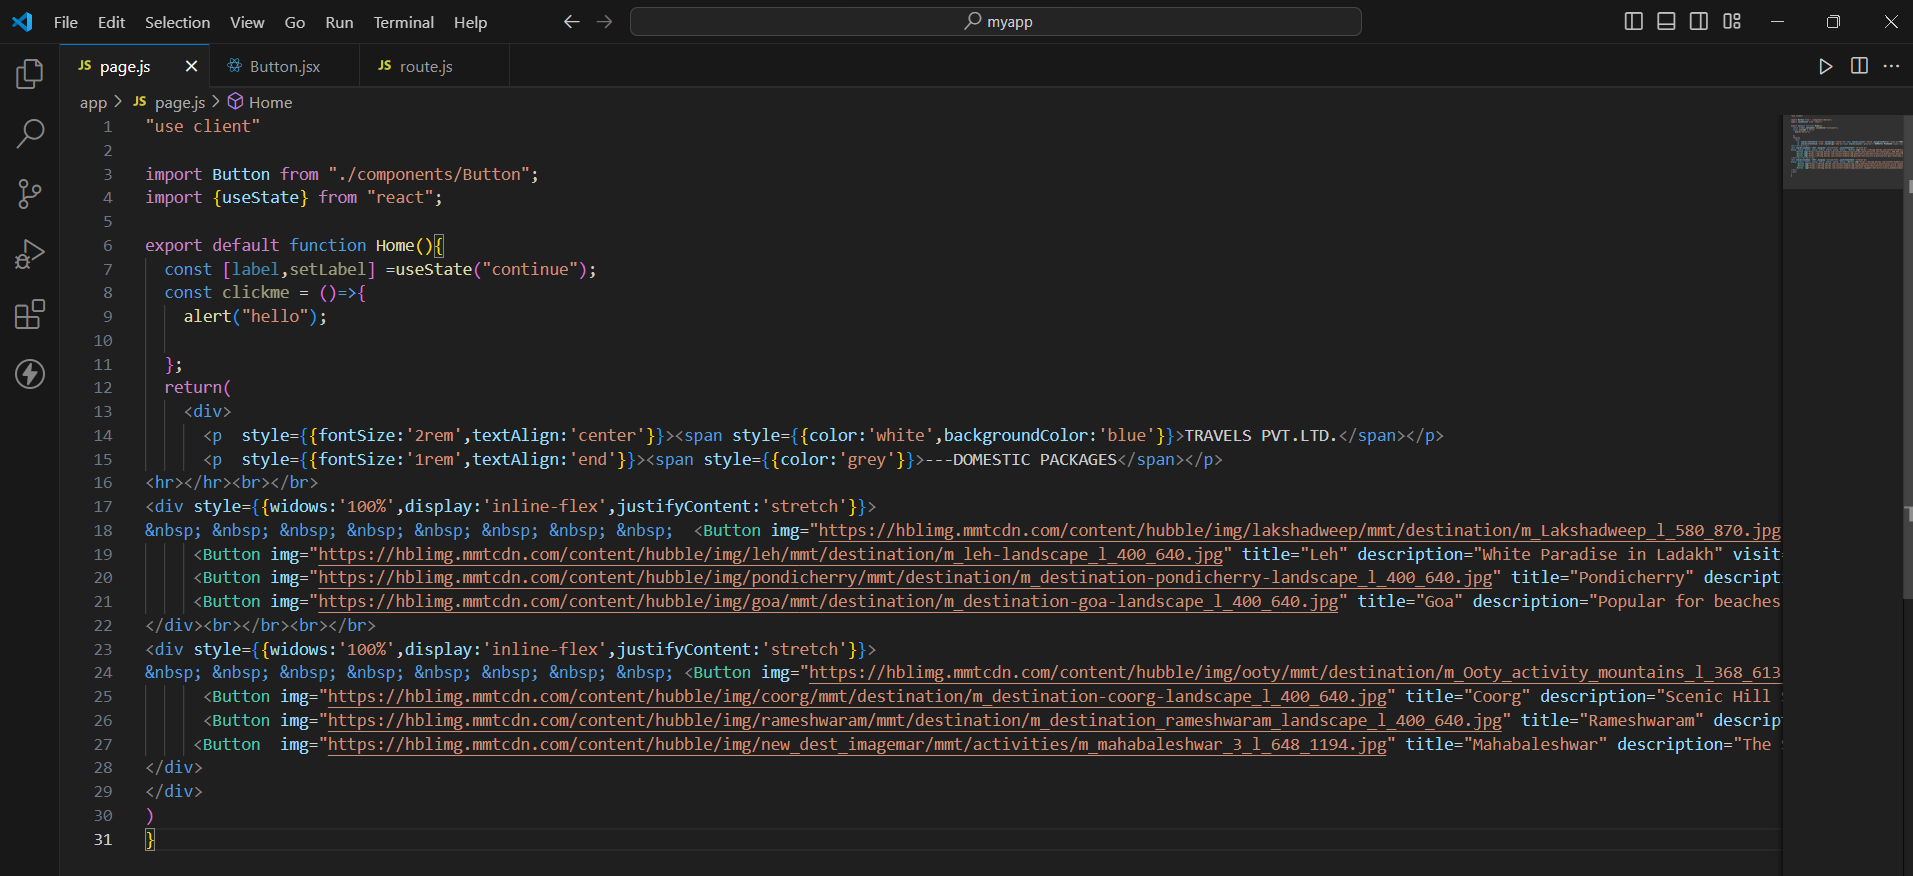 File Edit Selection View Go Run Terminal Help
myapp
JS page.js
Button.jsx
JS route.js
app > JS page.js > Home
1 "use client"
2
3 import Button from "./components/Button";
4 import {useState} from "react";
5
6 export default function Home(){
7 const [label,setLabel] =useState("continue");
8 const clickme = ()=>{
9 alert("hello");
10
11 };
12 return(
13 <div>
14 <p  style={{fontSize:'2rem',textAlign:'center'}}><span style={{color:'white',backgroundColor:'blue'}}>TRAVELS PVT.LTD.</span></p>
15 <p  style={{fontSize:'1rem',textAlign:'end'}}><span style={{color:'grey'}}>---DOMESTIC PACKAGES</span></p>
16 <hr></hr><br></br>
17 <div style={{widows:'100%',display:'inline-flex',justifyContent:'stretch'}}>
18 &nbsp; &nbsp; &nbsp; &nbsp; &nbsp; &nbsp; &nbsp; &nbsp;  <Button img="https://hblimg.mmtcdn.com/content/hubble/img/lakshadweep/mmt/destination/m_Lakshadweep_l_580_870.jpg
19 <Button img="https://hblimg.mmtcdn.com/content/hubble/img/leh/mmt/destination/m_leh-landscape_l_400_640.jpg" title="Leh" description="White Paradise in Ladakh" visit=
20 <Button img="https://hblimg.mmtcdn.com/content/hubble/img/pondicherry/mmt/destination/m_destination-pondicherry-landscape_l_400_640.jpg" title="Pondicherry" descripti
21 <Button img="https://hblimg.mmtcdn.com/content/hubble/img/goa/mmt/destination/m_destination-goa-landscape_l_400_640.jpg" title="Goa" description="Popular for beaches
22 </div><br></br><br></br>
23 <div style={{widows:'100%',display:'inline-flex',justifyContent:'stretch'}}>
24 &nbsp; &nbsp; &nbsp; &nbsp; &nbsp; &nbsp; &nbsp; &nbsp; <Button img="https://hblimg.mmtcdn.com/content/hubble/img/ooty/mmt/destination/m_Ooty_activity_mountains_l_368_613
25 <Button img="https://hblimg.mmtcdn.com/content/hubble/img/coorg/mmt/destination/m_destination-coorg-landscape_l_400_640.jpg" title="Coorg" description="Scenic Hill
26 <Button img="https://hblimg.mmtcdn.com/content/hubble/img/rameshwaram/mmt/destination/m_destination_rameshwaram_landscape_l_400_640.jpg" title="Rameshwaram" descrip
27 <Button  img="https://hblimg.mmtcdn.com/content/hubble/img/new_dest_imagemar/mmt/activities/m_mahabaleshwar_3_l_648_1194.jpg" title="Mahabaleshwar" description="The
28 </div>
29 </div>
30 )
31 }